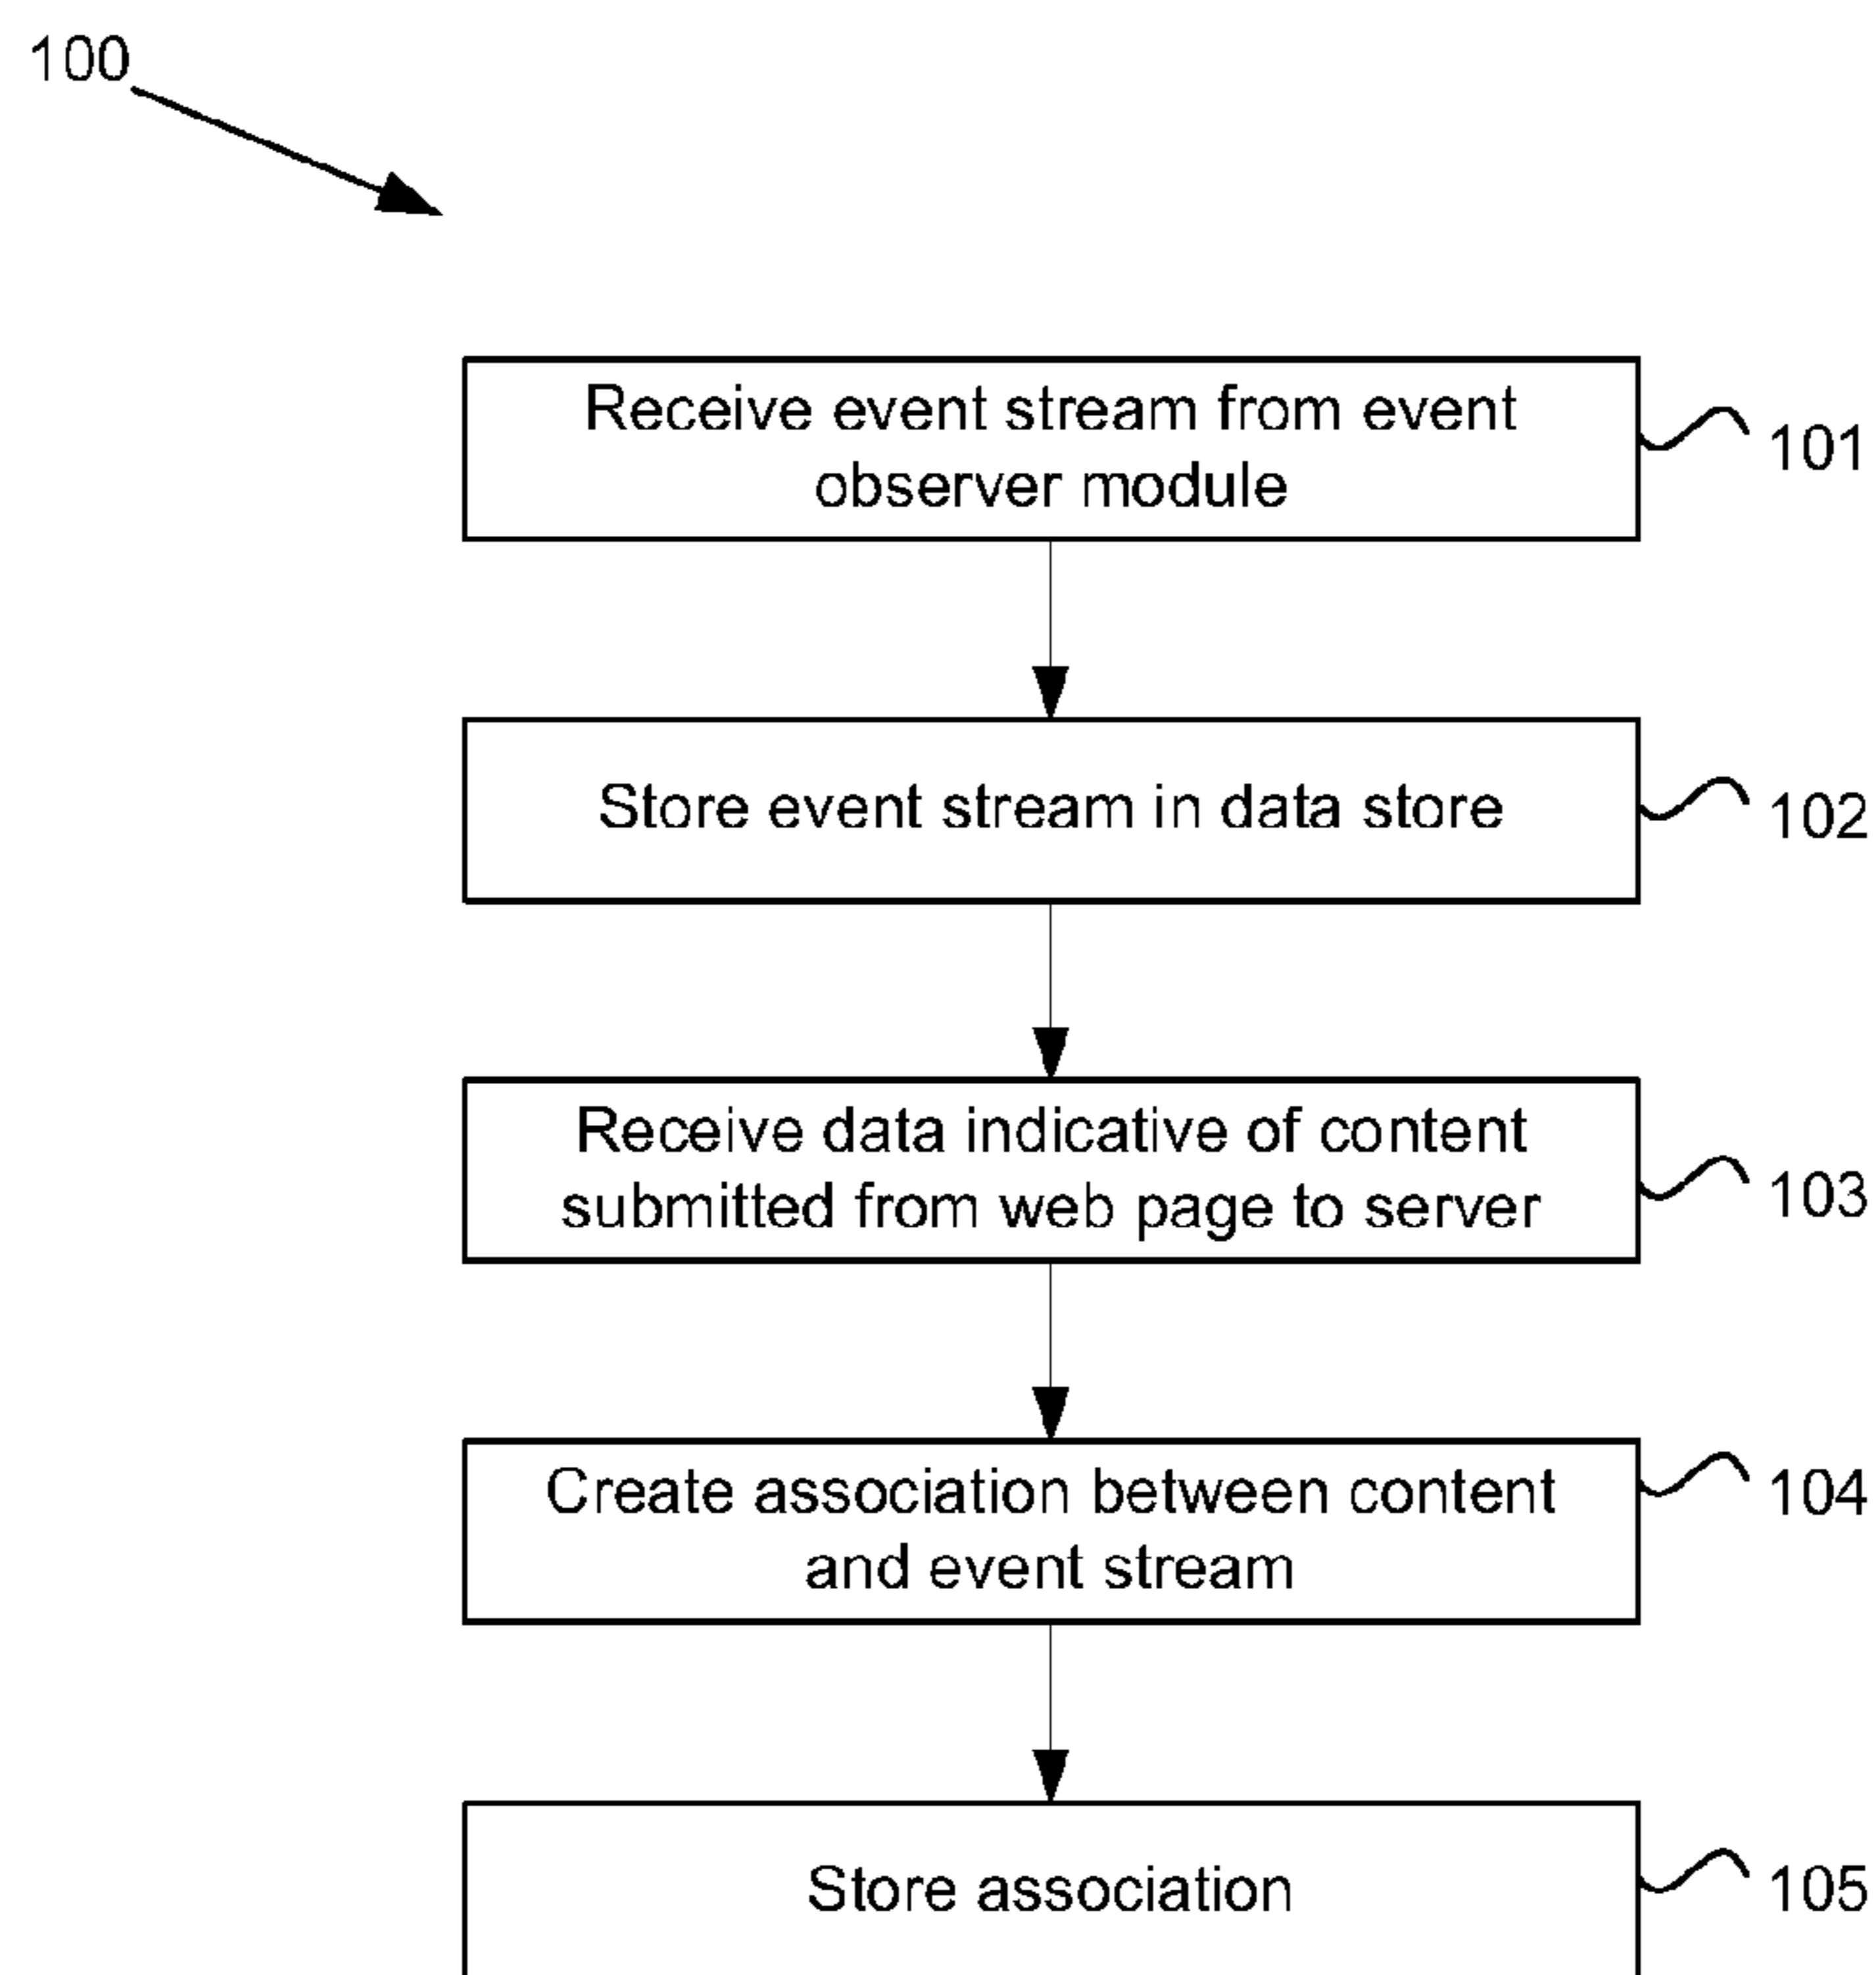 100
Receive event stream from event
observer module
101
Store event stream in data store
102
Receive data indicative of content
submitted from web page to server
103
Create association between content
and event stream
104
Store association
105